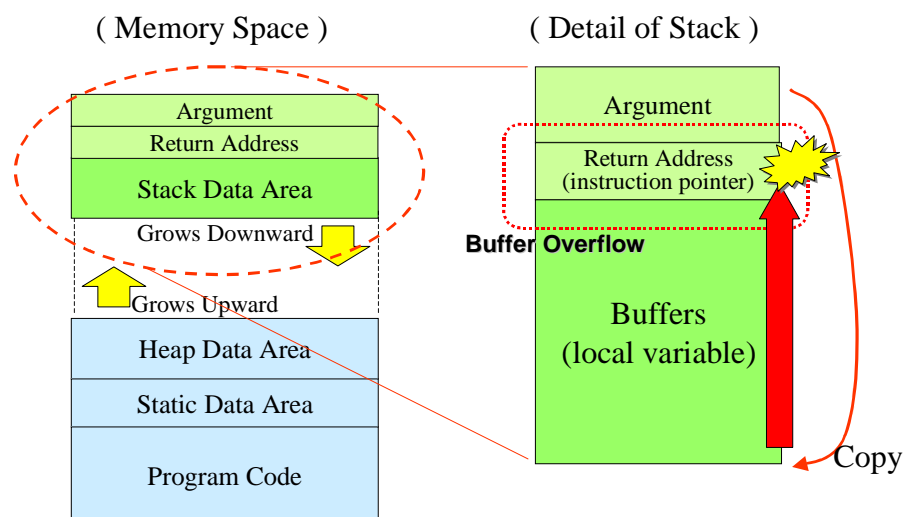 ( Memory Space )
Argument
Return Address
Stack Data Area
Grows Downward
Grows Upward
Heap Data Area
Static Data Area
Program Code
( Detail of Stack )
Argument
Return Address
(instruction pointer)
Buffer Overflow
Buffers
(local variable)
Copy